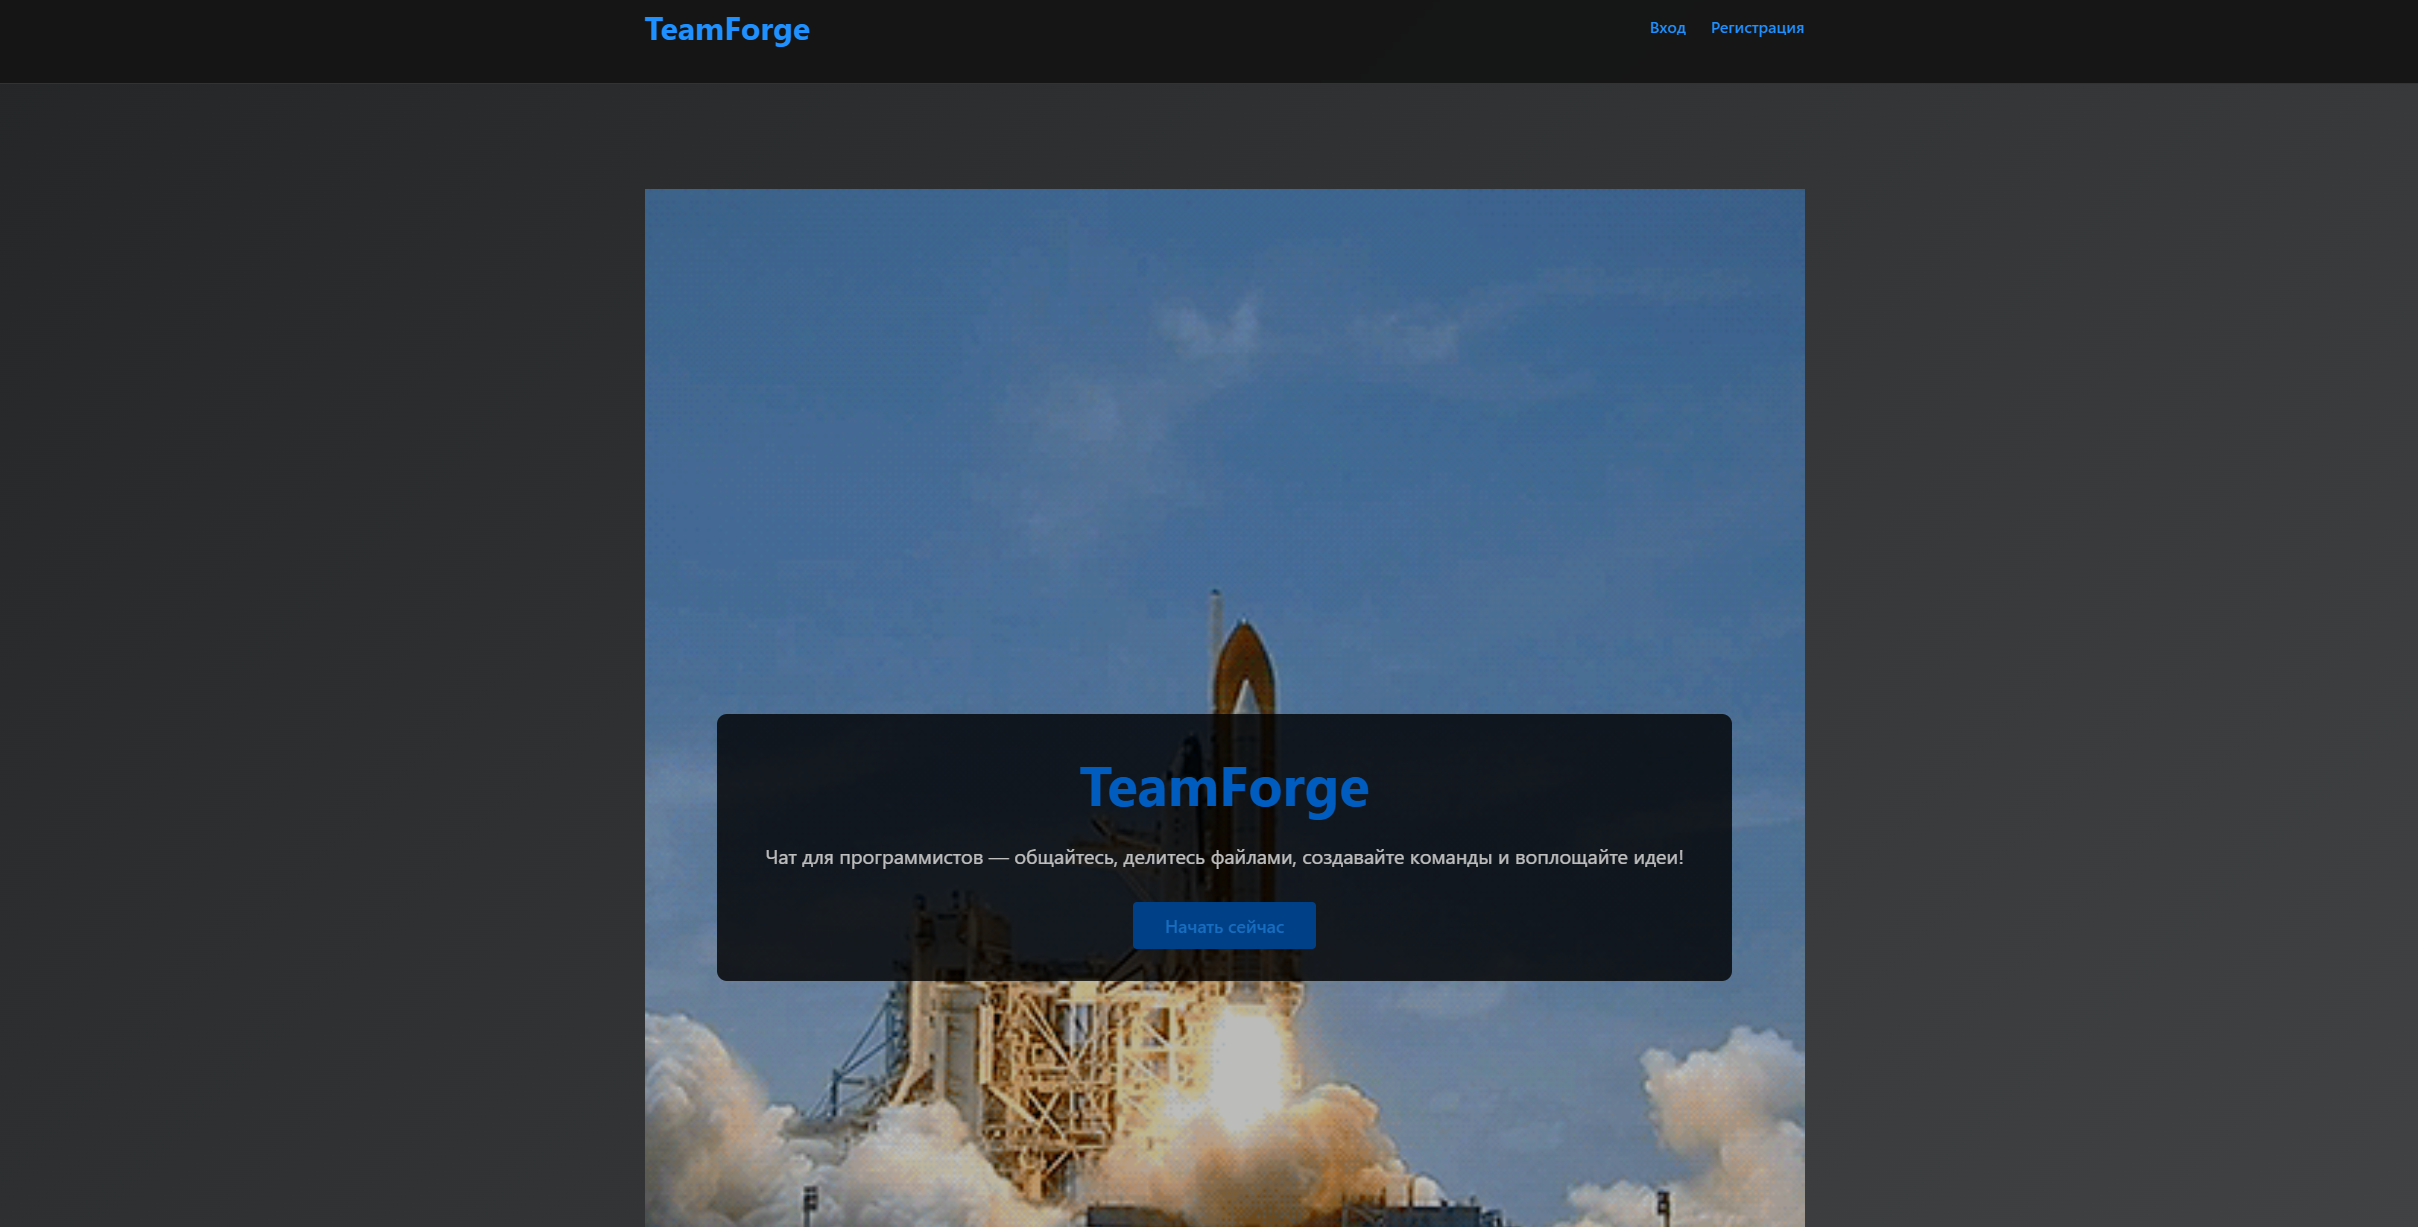 TeamForge
Вход Регистрация
TeamForge
Чат для программистов — общайтесь, делитесь файлами, создавайте команды и воплощайте идеи!
Начать сейчас